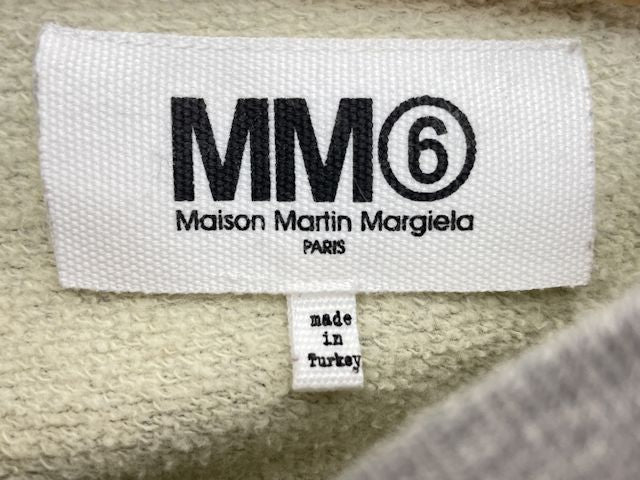 MM⑥
Maison Martin Margiela
PARIS
made
in
Turkey